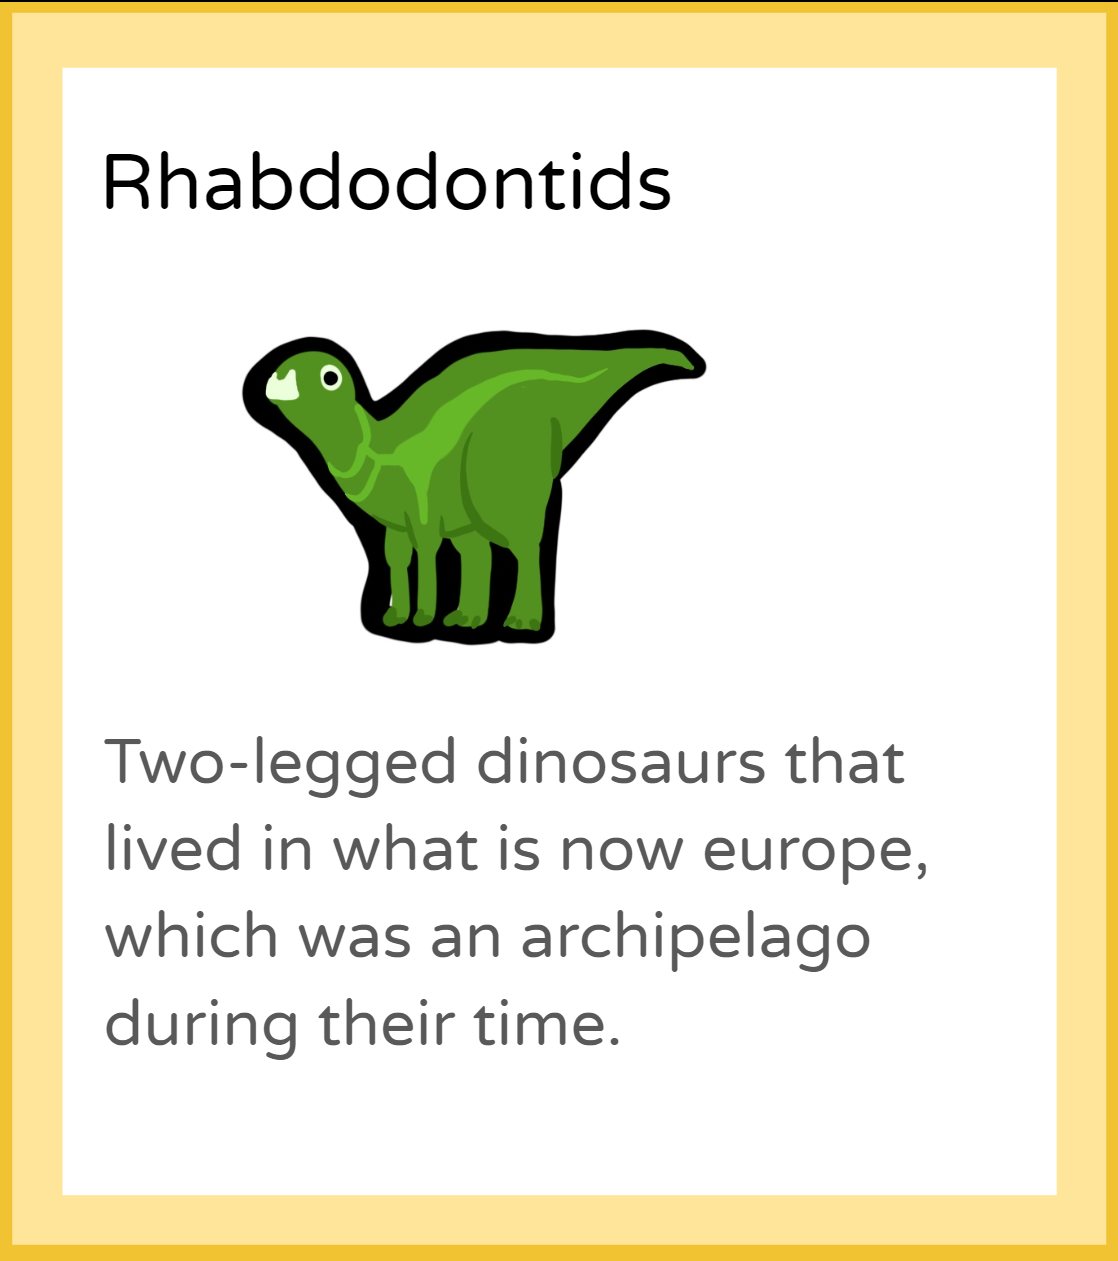 Rhabdodontids
Two-legged dinosaurs that
lived in what is now europe,
which was an archipelago
during their time.